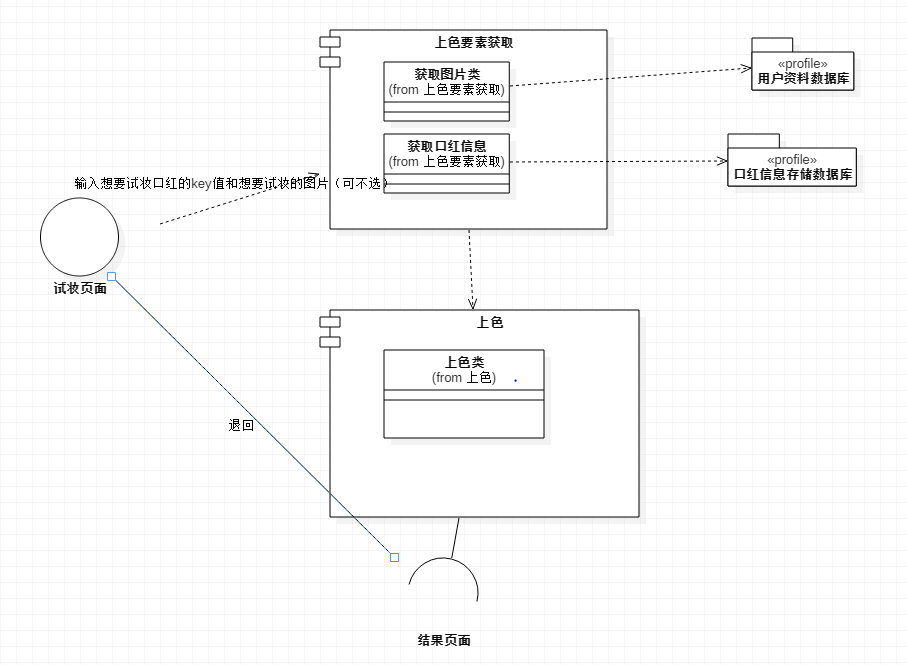 上色要素获取
获取图片类
(from 上色要素获取)
«profile»
用户资料数据库
获取口红信息
(from 上色要素获取)
«profile»
口红信息存储数据库
输入想要试妆口红的key值和想要试妆的图片（可不选）
试妆页面
上色
上色类
(from 上色)
退回
结果页面